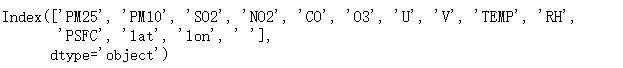 Index(['PM25', 'PM10', 'SO2', 'NO2', 'CO', 'O3', 'U', 'V', 'TEMP', 'RH',
'PSFC', 'lat', 'lon', ' '],
dtype='object')